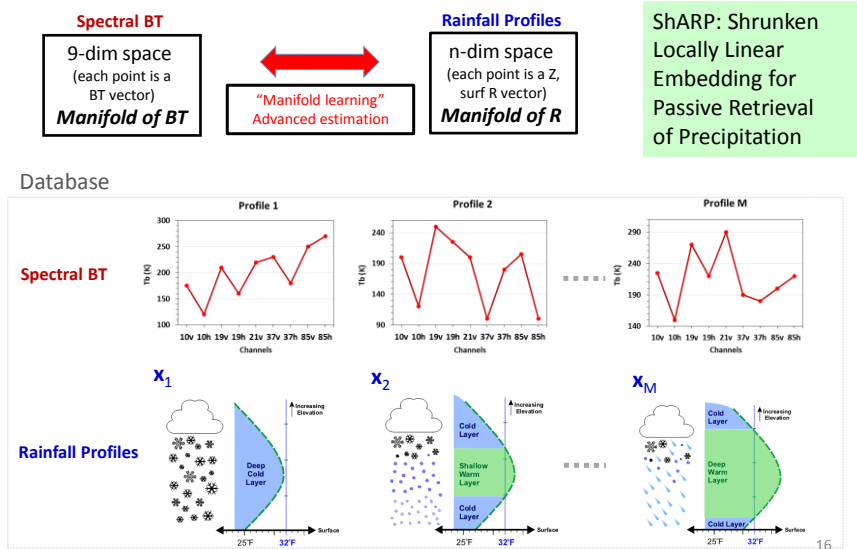 Spectral BT
9-dim space
(each point is a
BT vector)
Manifold of BT
"Manifold learning"
Advanced estimation
Rainfall Profiles
n-dim space
(each point is a Z,
surf R vector)
Manifold of R
ShARP: Shrunken
Locally Linear
Embedding for
Passive Retrieval
of Precipitation
Database
Spectral BT
Profile 1
Tb (K)
300
250
200
150
100
10v 10h 19v 19h 21v 37v 37h 85v 85h
Channels
Profile 2
Tb (K)
240
190
140
90
10v 10h 19v 19h 21v 37v 37h 85v 85h
Channels
Profile M
Tb (K)
290
240
190
140
10v 10h 19v 19h 21v 37v 37h 85v 85h
Channels
Rainfall Profiles
x1
Increasing
Elevation
Deep
Cold
Layer
Surface
25°F 32°F
x2
Increasing
Elevation
Cold
Layer
Shallow
Warm
Layer
Cold
Layer
Surface
25°F 32°F
xM
Increasing
Elevation
Cold
Layer
Deep
Warm
Layer
Cold Layer
Surface
25°F 32°F
16